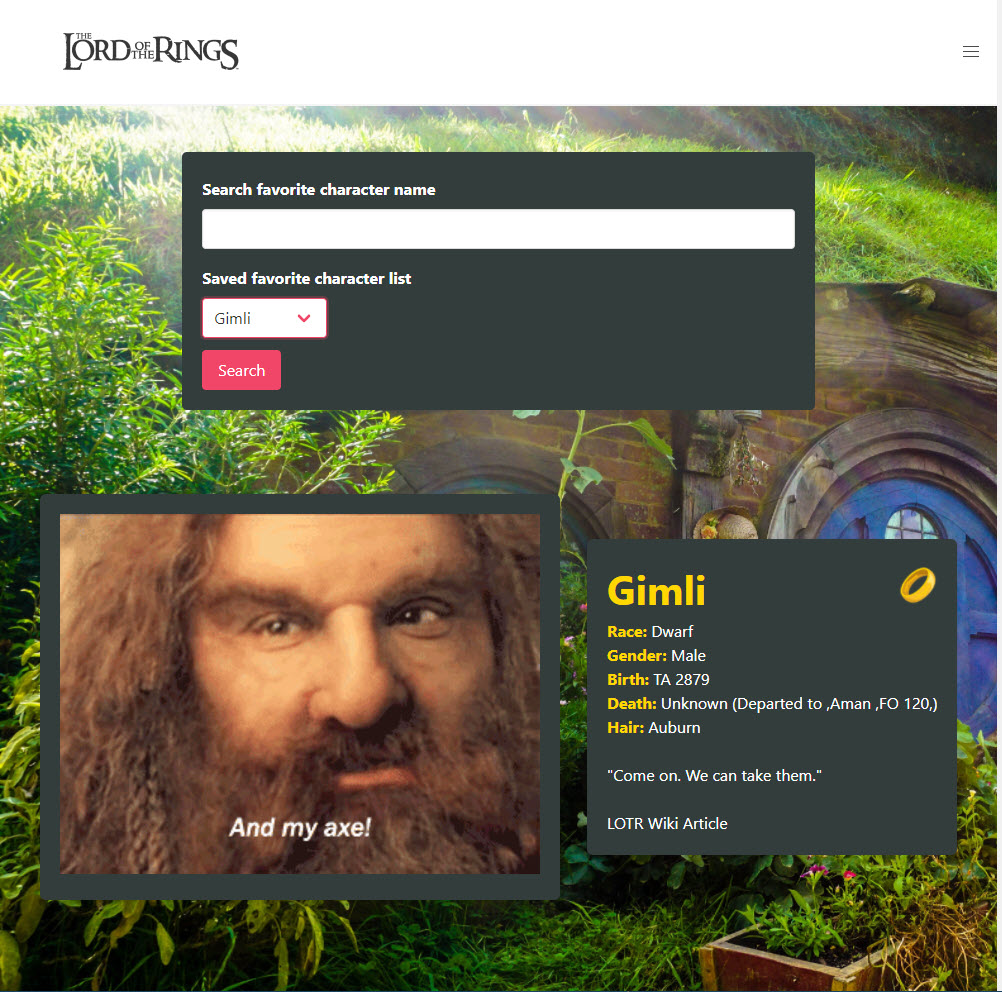 THE LORD OF THE RINGS
Search favorite character name
Saved favorite character list
Gimli
Search
And my axe!
Gimli
Race: Dwarf
Gender: Male
Birth: TA 2879
Death: Unknown (Departed to ,Aman ,FO 120,)
Hair: Auburn
"Come on. We can take them."
LOTR Wiki Article